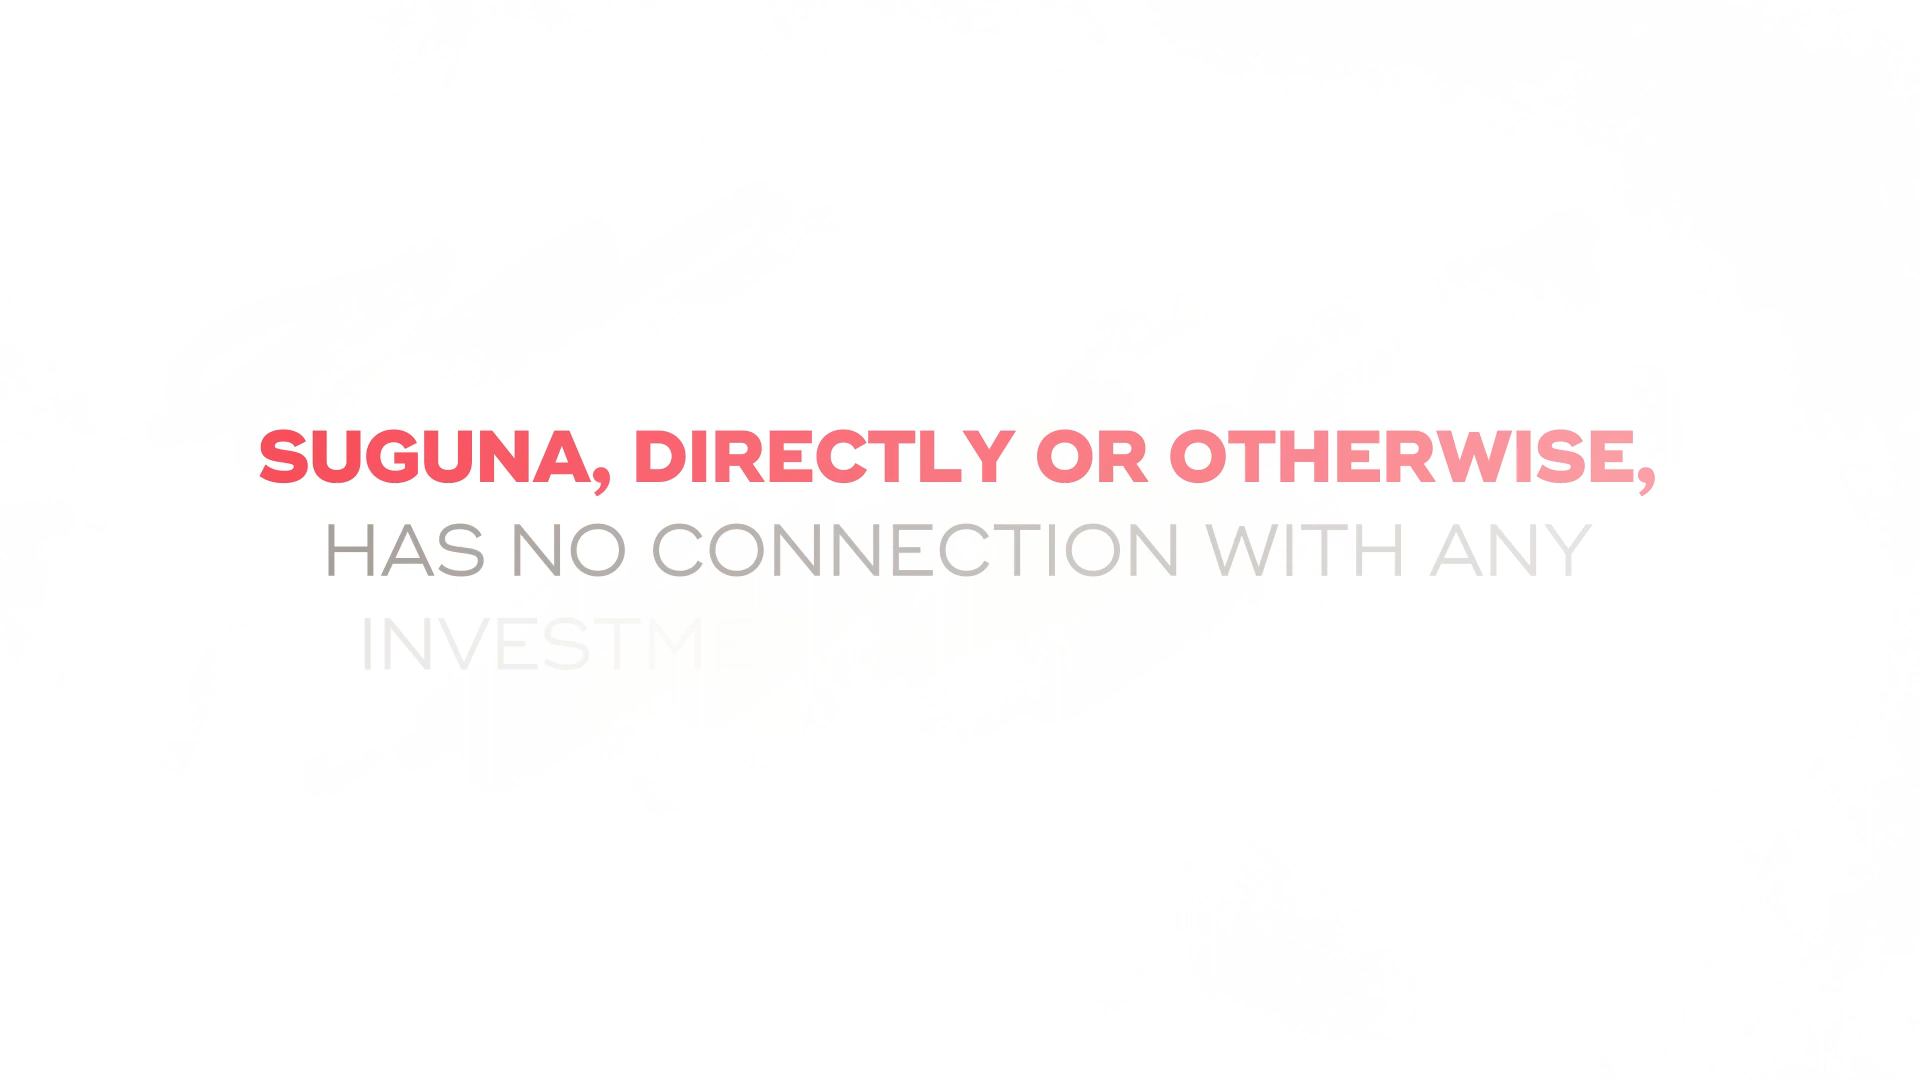 SUGUNA, DIRECTLY OR OTHERWISE,
HAS NO CONNECTION WITH ANY